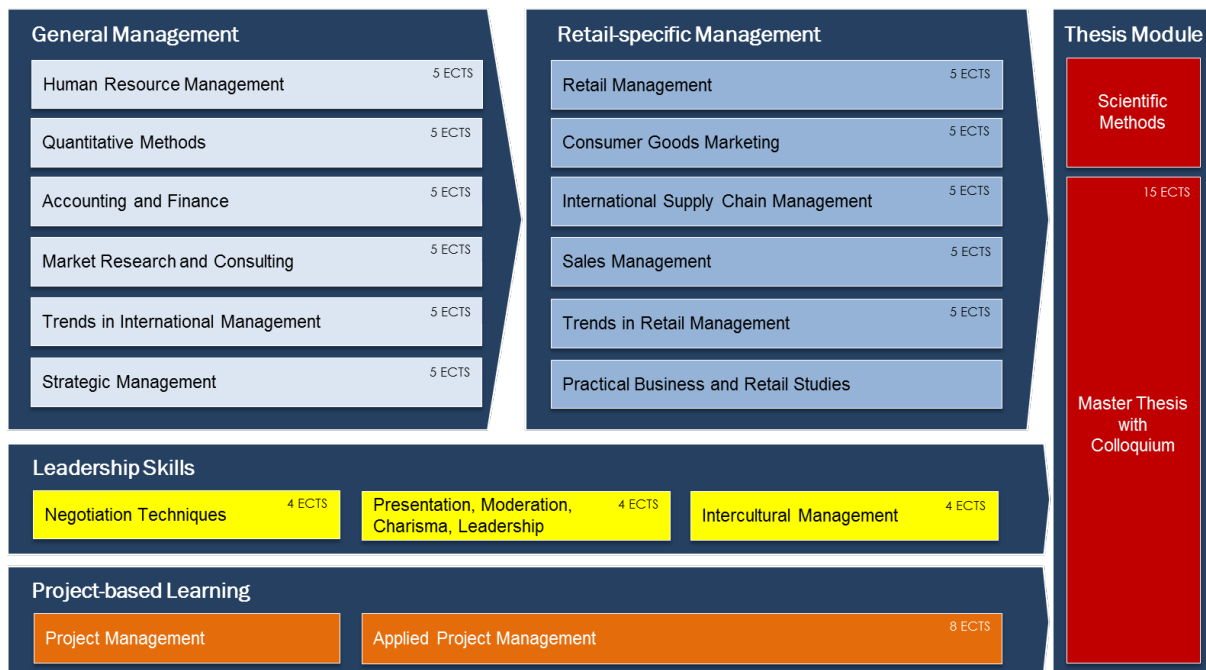 General Management
Human Resource Management
5 ECTS
Quantitative Methods
5 ECTS
Accounting and Finance
5 ECTS
Market Research and Consulting
5 ECTS
Trends in International Management
5 ECTS
Strategic Management
5 ECTS
Retail-specific Management
Retail Management
5 ECTS
Consumer Goods Marketing
5 ECTS
International Supply Chain Management
5 ECTS
Sales Management
5 ECTS
Trends in Retail Management
5 ECTS
Practical Business and Retail Studies
Thesis Module
Scientific
Methods
15 ECTS
Master Thesis
with
Colloquium
Leadership Skills
Negotiation Techniques
4 ECTS
Presentation, Moderation,
Charisma, Leadership
4 ECTS
Intercultural Management
4 ECTS
Project-based Learning
Project Management
Applied Project Management
8 ECTS